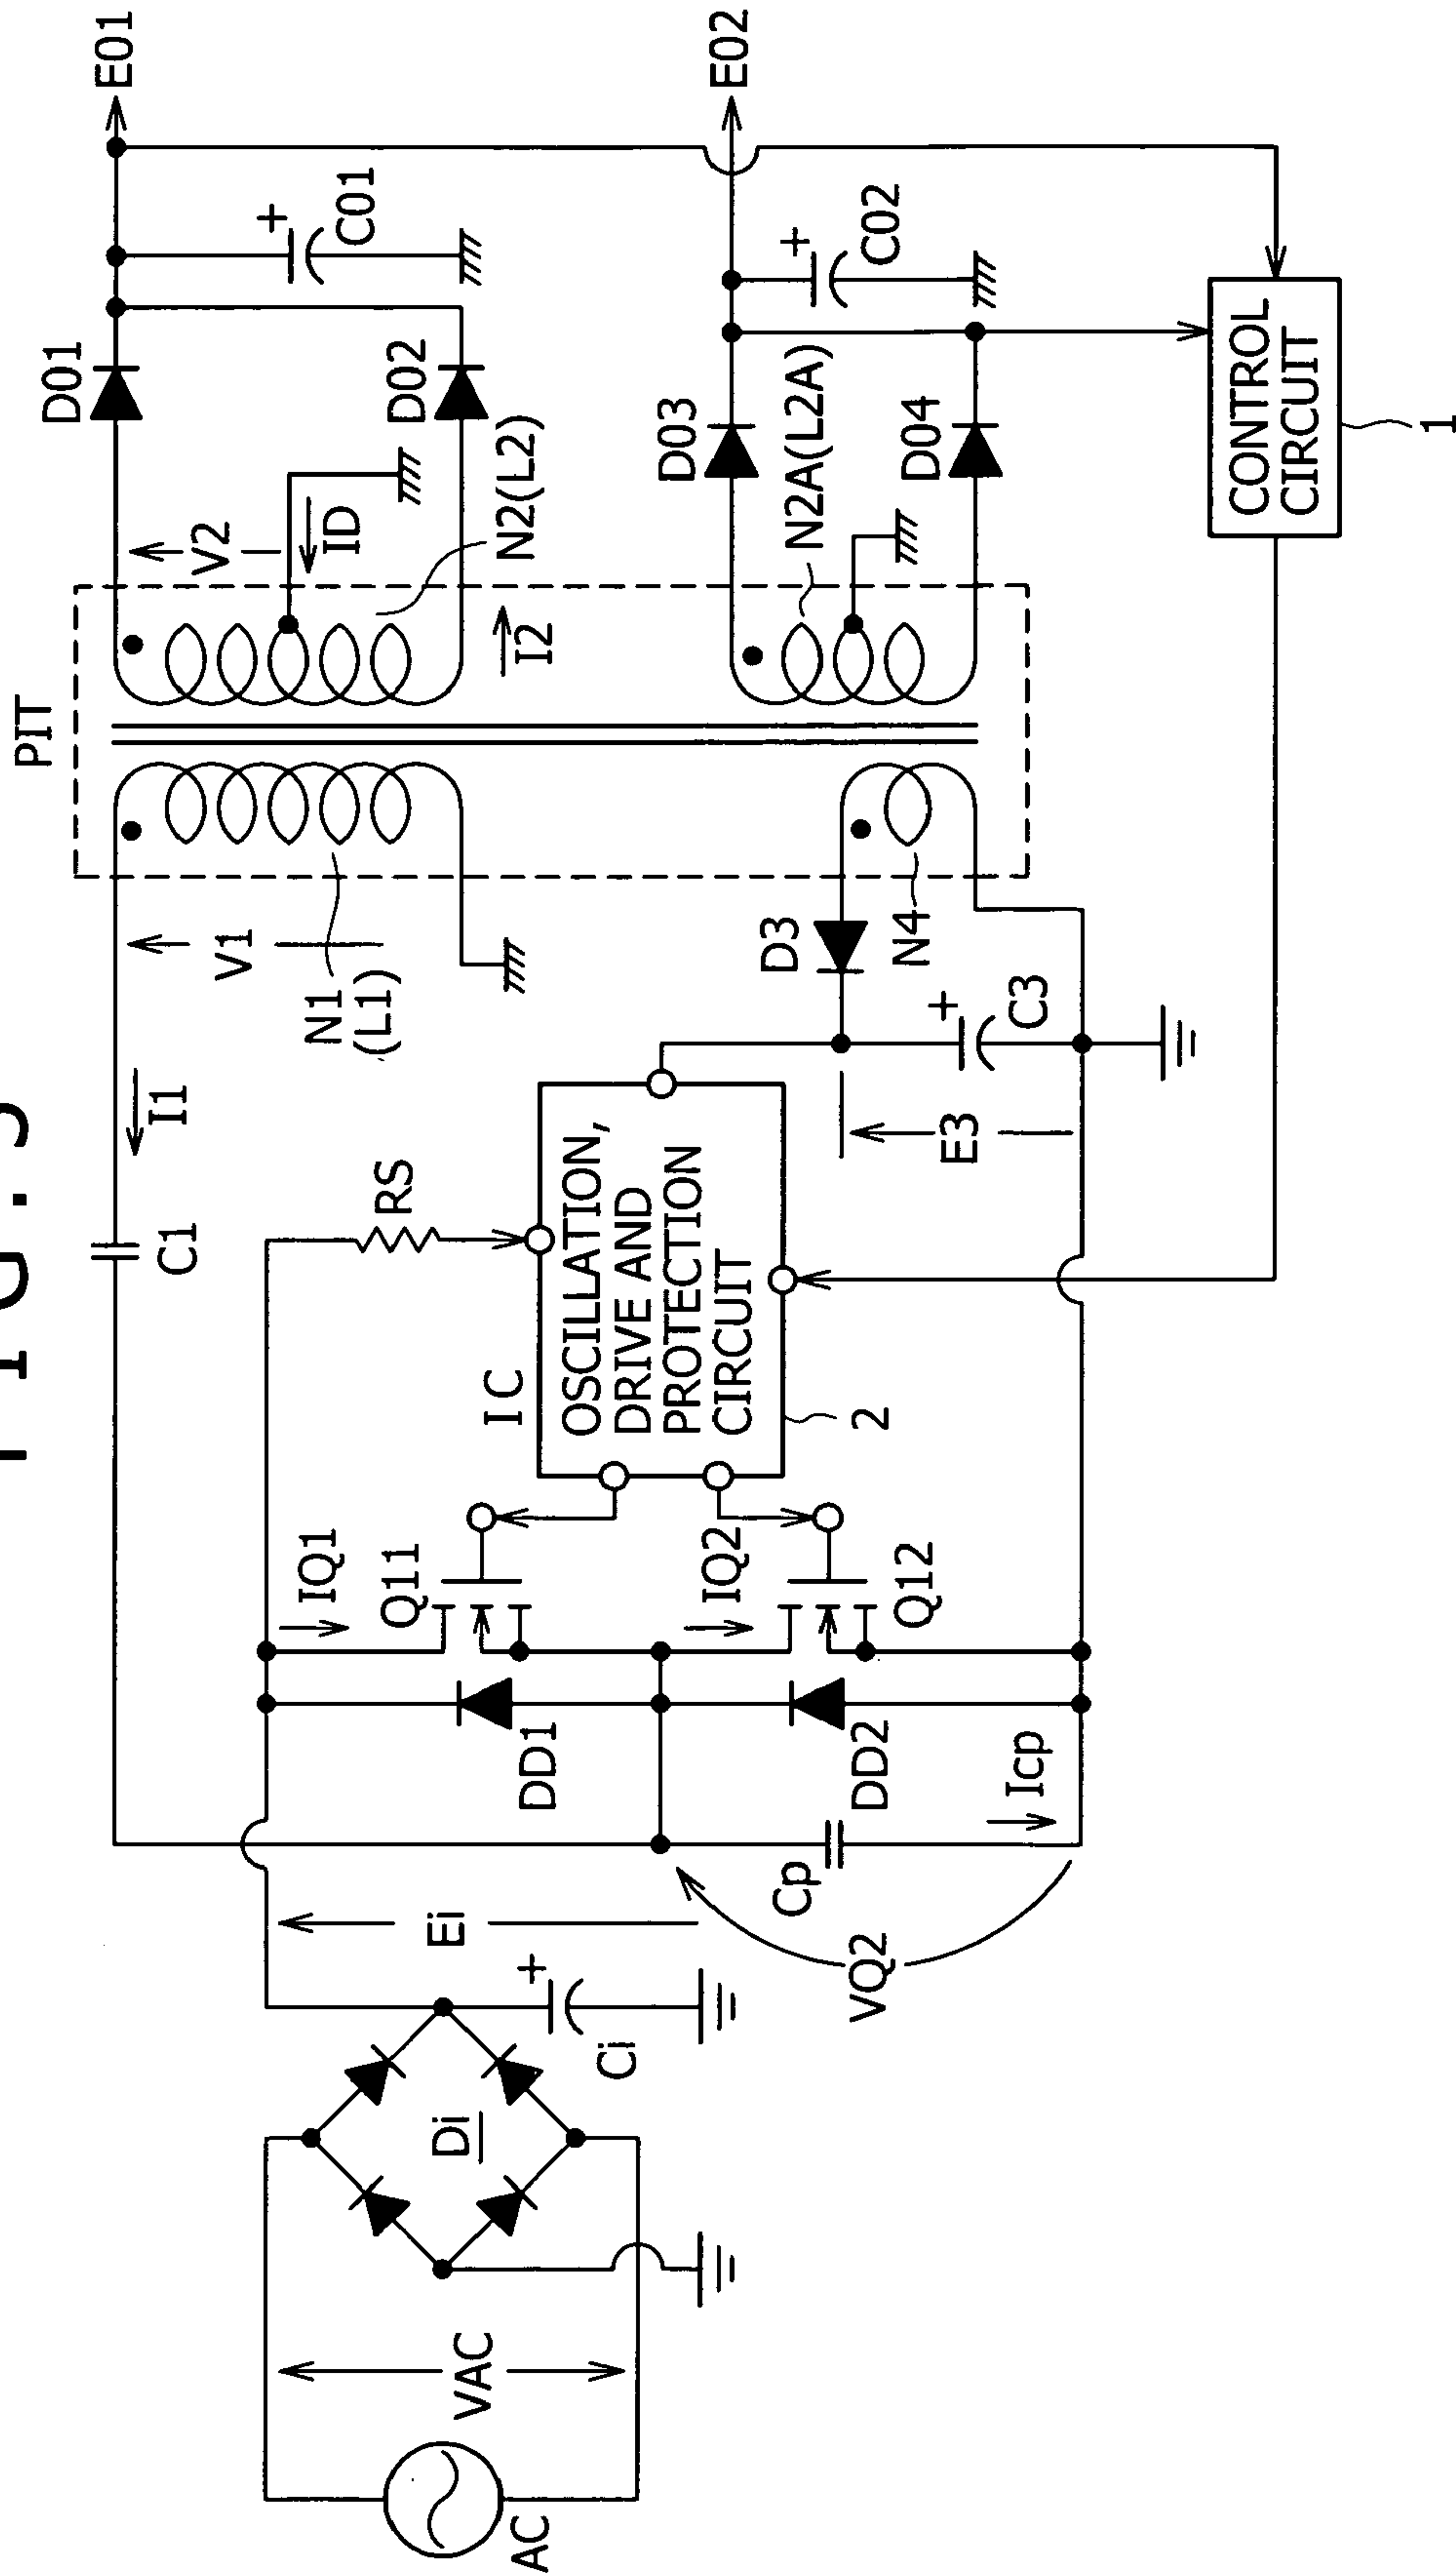 PIT
D01
E01
C01
+
D02
V2
ID
N2(L2)
I2
C1
I1
V1
N1
(L1)
RS
D03
E02
C02
+
N2A(L2A)
D04
D3
N4
C3
+
E3
IC
OSCILLATION,
DRIVE AND
PROTECTION
CIRCUIT
2
CONTROL
CIRCUIT
1
IQ1
Q11
IQ2
Q12
DD1
DD2
Cp
Icp
VQ2
Ei
+
Ci
Di
VAC
AC